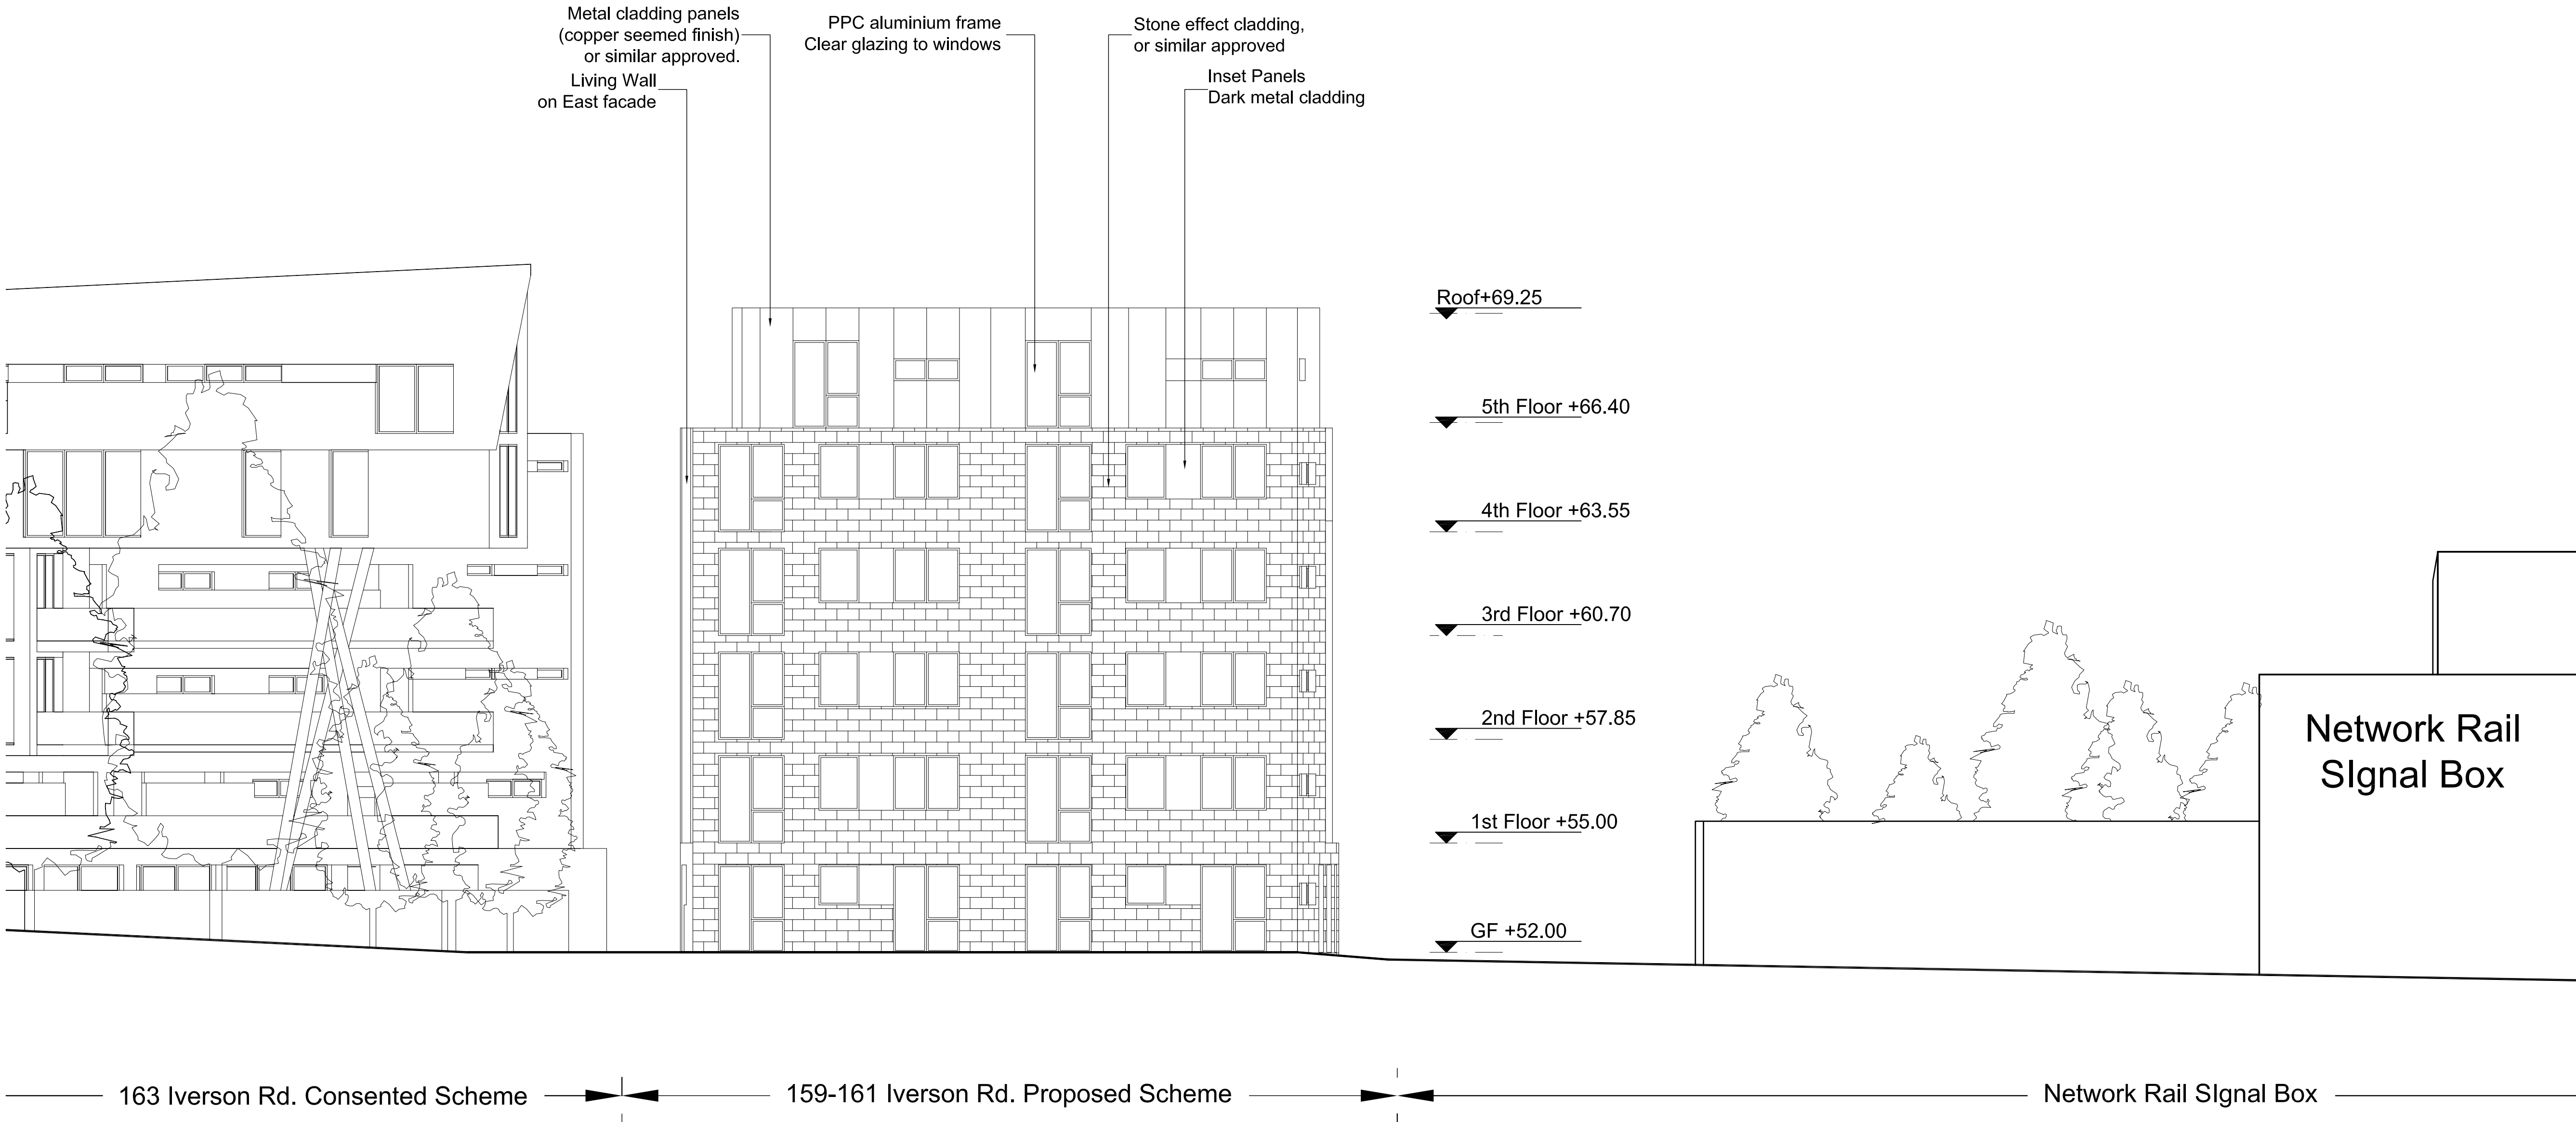 Metal cladding panels
(copper seemed finish)
or similar approved.
Living Wall
on East facade
PPC aluminium frame
Clear glazing to windows
Stone effect cladding,
or similar approved
Inset Panels
Dark metal cladding
Roof+69.25
5th Floor +66.40
4th Floor +63.55
3rd Floor +60.70
2nd Floor +57.85
1st Floor +55.00
GF +52.00
Network Rail
SIgnal Box
163 Iverson Rd. Consented Scheme
159-161 Iverson Rd. Proposed Scheme
Network Rail SIgnal Box